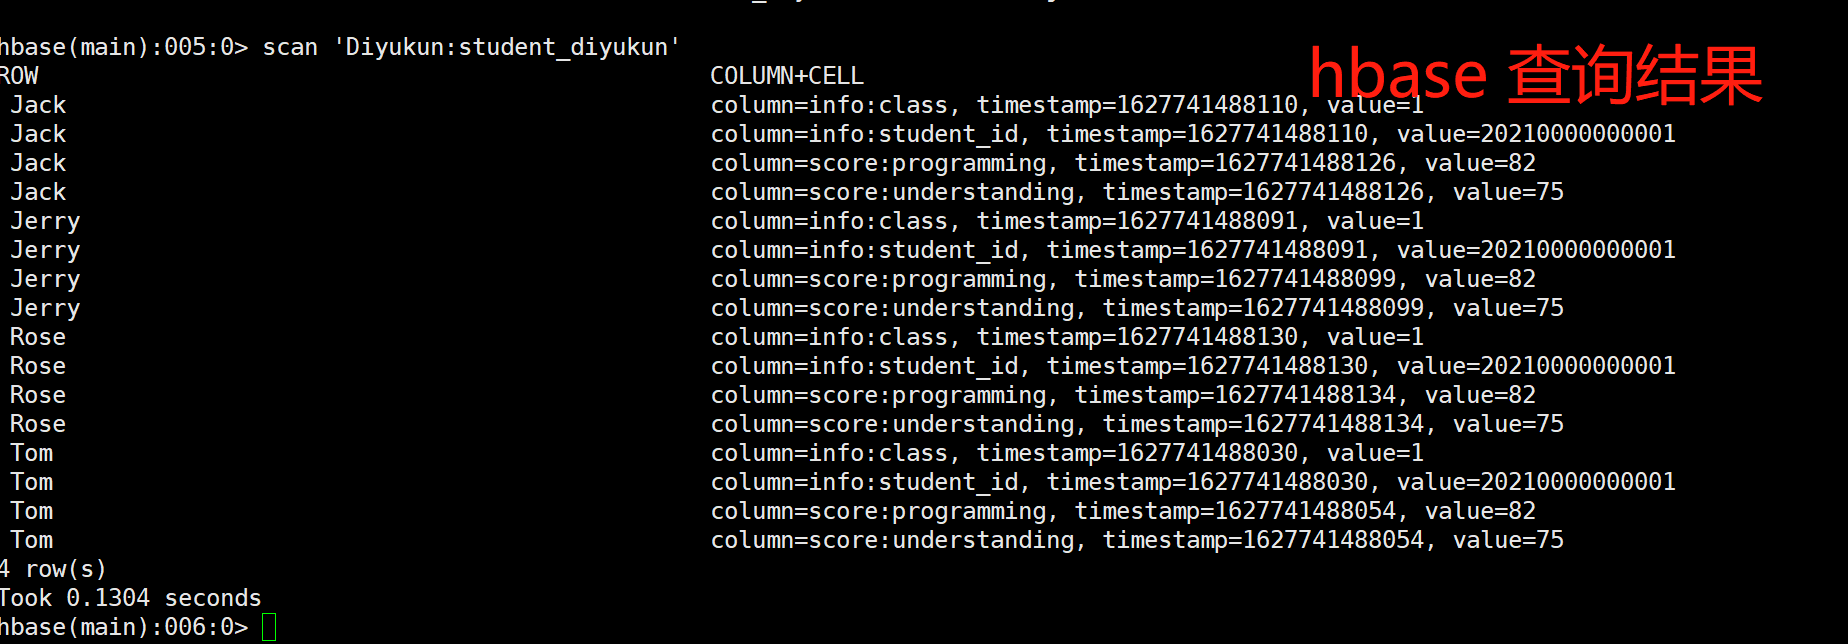 hbase(main):005:0> scan 'Diyukun:student_diyukun'
ROW COLUMN+CELL
hbase 查询结果
Jack column=info:class, timestamp=1627741488110, value=1
Jack column=info:student_id, timestamp=1627741488110, value=20210000000001
Jack column=score:programming, timestamp=1627741488126, value=82
Jack column=score:understanding, timestamp=1627741488126, value=75
Jerry column=info:class, timestamp=1627741488091, value=1
Jerry column=info:student_id, timestamp=1627741488091, value=20210000000001
Jerry column=score:programming, timestamp=1627741488099, value=82
Jerry column=score:understanding, timestamp=1627741488099, value=75
Rose column=info:class, timestamp=1627741488130, value=1
Rose column=info:student_id, timestamp=1627741488130, value=20210000000001
Rose column=score:programming, timestamp=1627741488134, value=82
Rose column=score:understanding, timestamp=1627741488134, value=75
Tom column=info:class, timestamp=1627741488030, value=1
Tom column=info:student_id, timestamp=1627741488030, value=20210000000001
Tom column=score:programming, timestamp=1627741488054, value=82
Tom column=score:understanding, timestamp=1627741488054, value=75
4 row(s)
Took 0.1304 seconds
hbase(main):006:0>